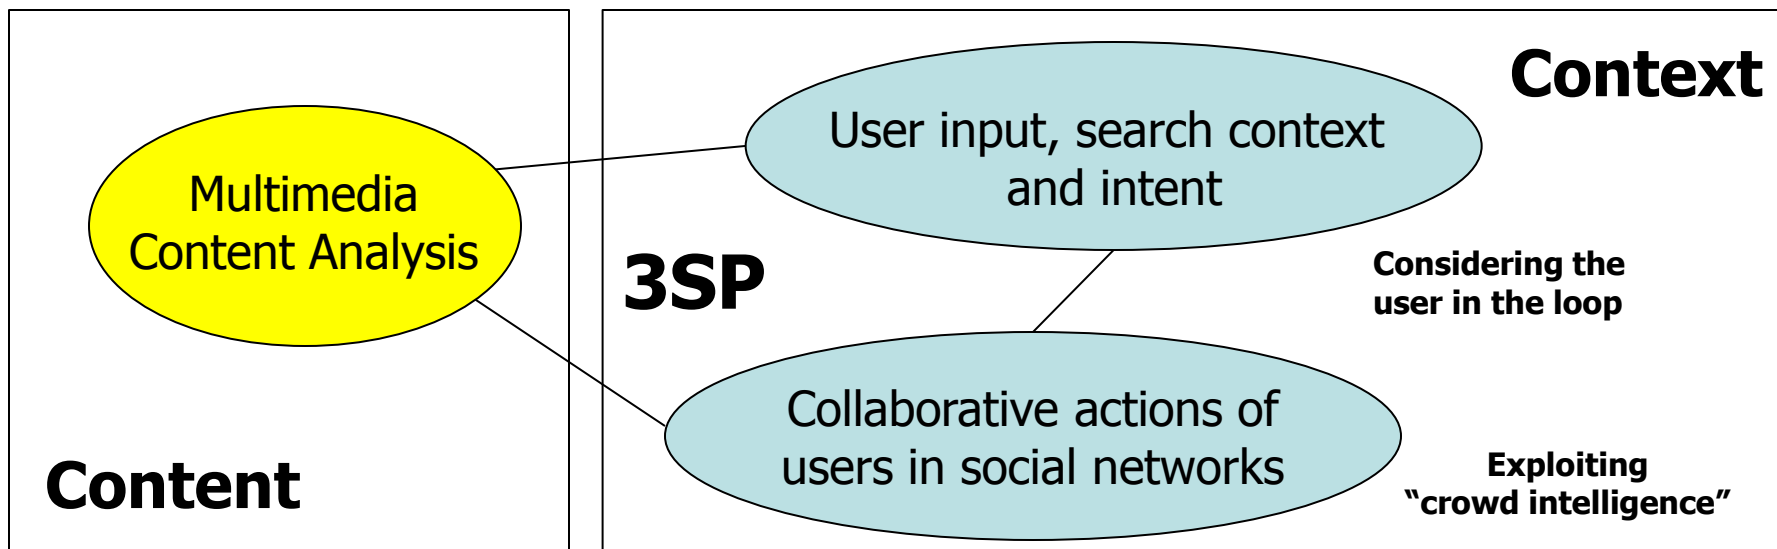 Multimedia
Content Analysis
Content
Context
User input, search context
and intent
3SP
Considering the
user in the loop
Collaborative actions of
users in social networks
Exploiting
“crowd intelligence”